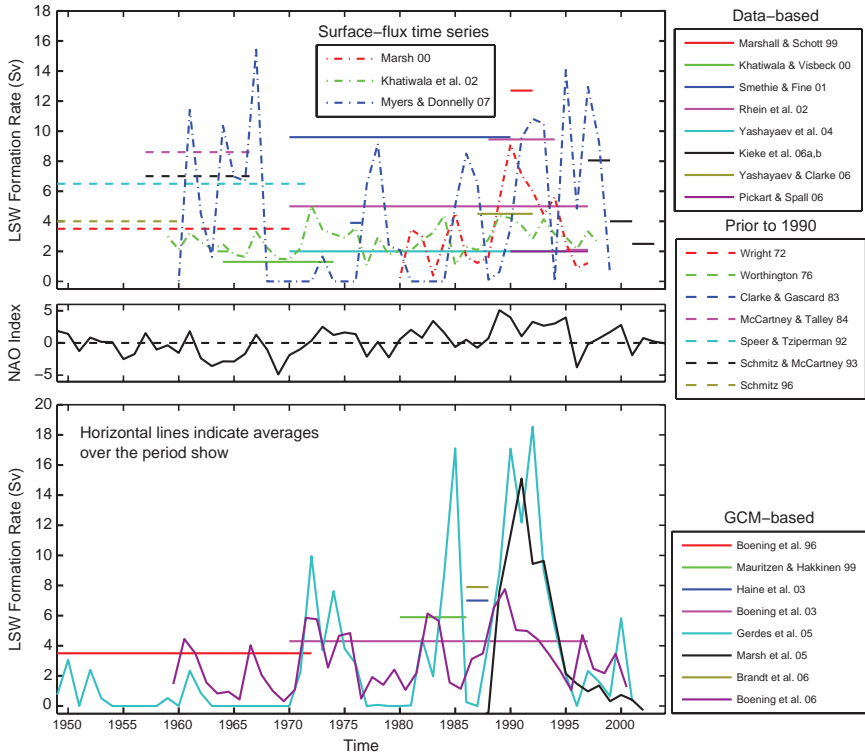 Surface−flux time series
Marsh 00
Khatiwala et al. 02
Myers & Donnelly 07
LSW Formation Rate (Sv)
18
16
14
12
10
8
6
4
2
0
Data−based
Marshall & Schott 99
Khatiwala & Visbeck 00
Smethie & Fine 01
Rhein et al. 02
Yashayaev et al. 04
Kieke et al. 06a,b
Yashayaev & Clarke 06
Pickart & Spall 06
Prior to 1990
Wright 72
Worthington 76
Clarke & Gascard 83
McCartney & Talley 84
Speer & Tziperman 92
Schmitz & McCartney 93
Schmitz 96
NAO Index
5
0
−5
LSW Formation Rate (Sv)
20
18
16
14
12
10
8
6
4
2
0
Horizontal lines indicate averages
over the period show
1950 1955 1960 1965 1970 1975 1980 1985 1990 1995 2000
Time
GCM−based
Boening et al. 96
Mauritzen & Hakkinen 99
Haine et al. 03
Boening et al. 03
Gerdes et al. 05
Marsh et al. 05
Brandt et al. 06
Boening et al. 06